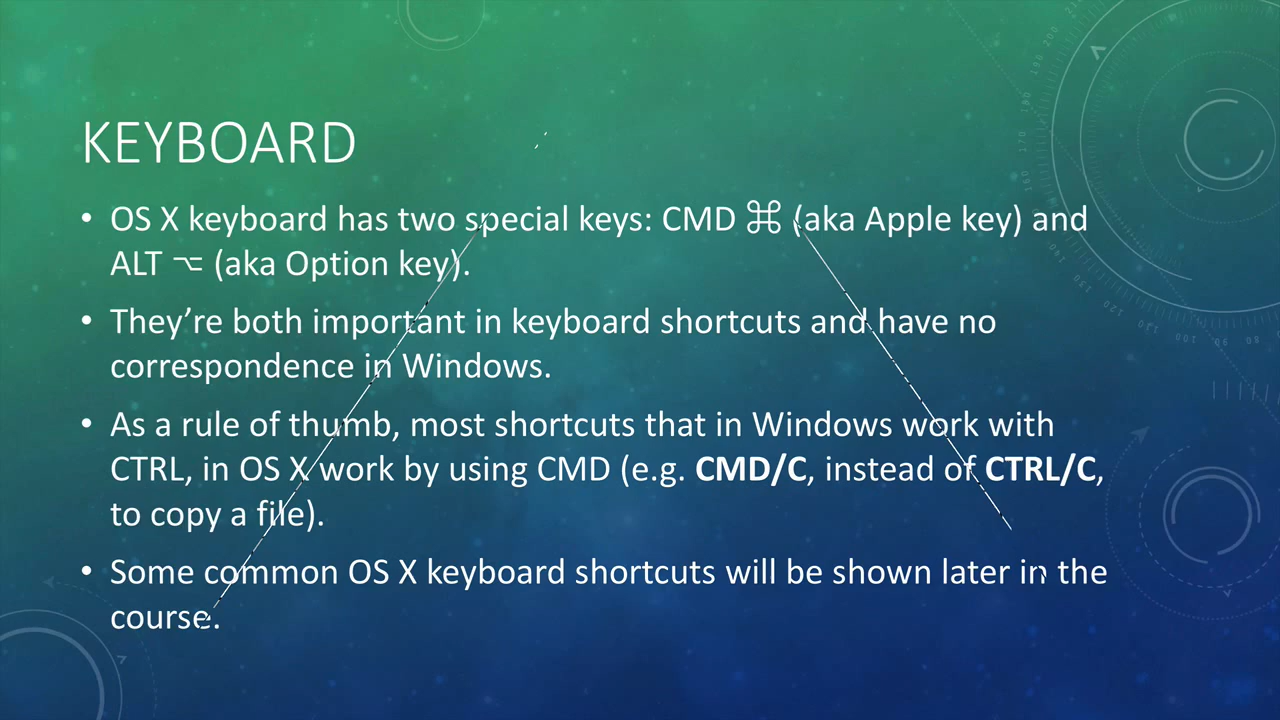 KEYBOARD
• OS X keyboard has two special keys: CMD ⌘ (aka Apple key) and
ALT ⌥ (aka Option key).
• They’re both important in keyboard shortcuts and have no
correspondence in Windows.
• As a rule of thumb, most shortcuts that in Windows work with
CTRL, in OS X work by using CMD (e.g. CMD/C, instead of CTRL/C,
to copy a file).
• Some common OS X keyboard shortcuts will be shown later in the
course.